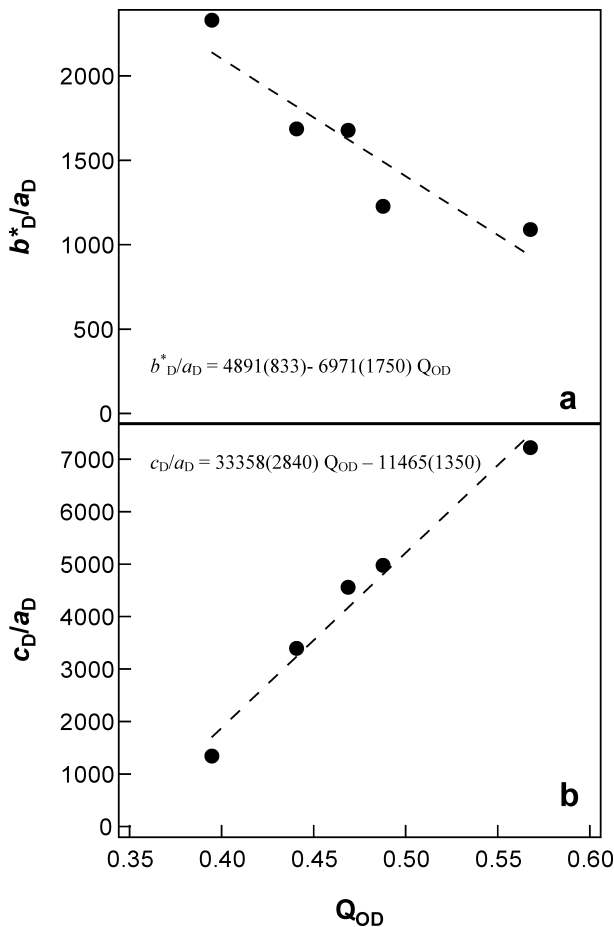 2000
1500
1000
500
0
b*D/aD
b*D/aD = 4891(833)- 6971(1750) QOD
a
cD/aD = 33358(2840) QOD – 11465(1350)
7000
6000
5000
4000
3000
2000
1000
0
cD/aD
b
0.35 0.40 0.45 0.50 0.55 0.60
QOD